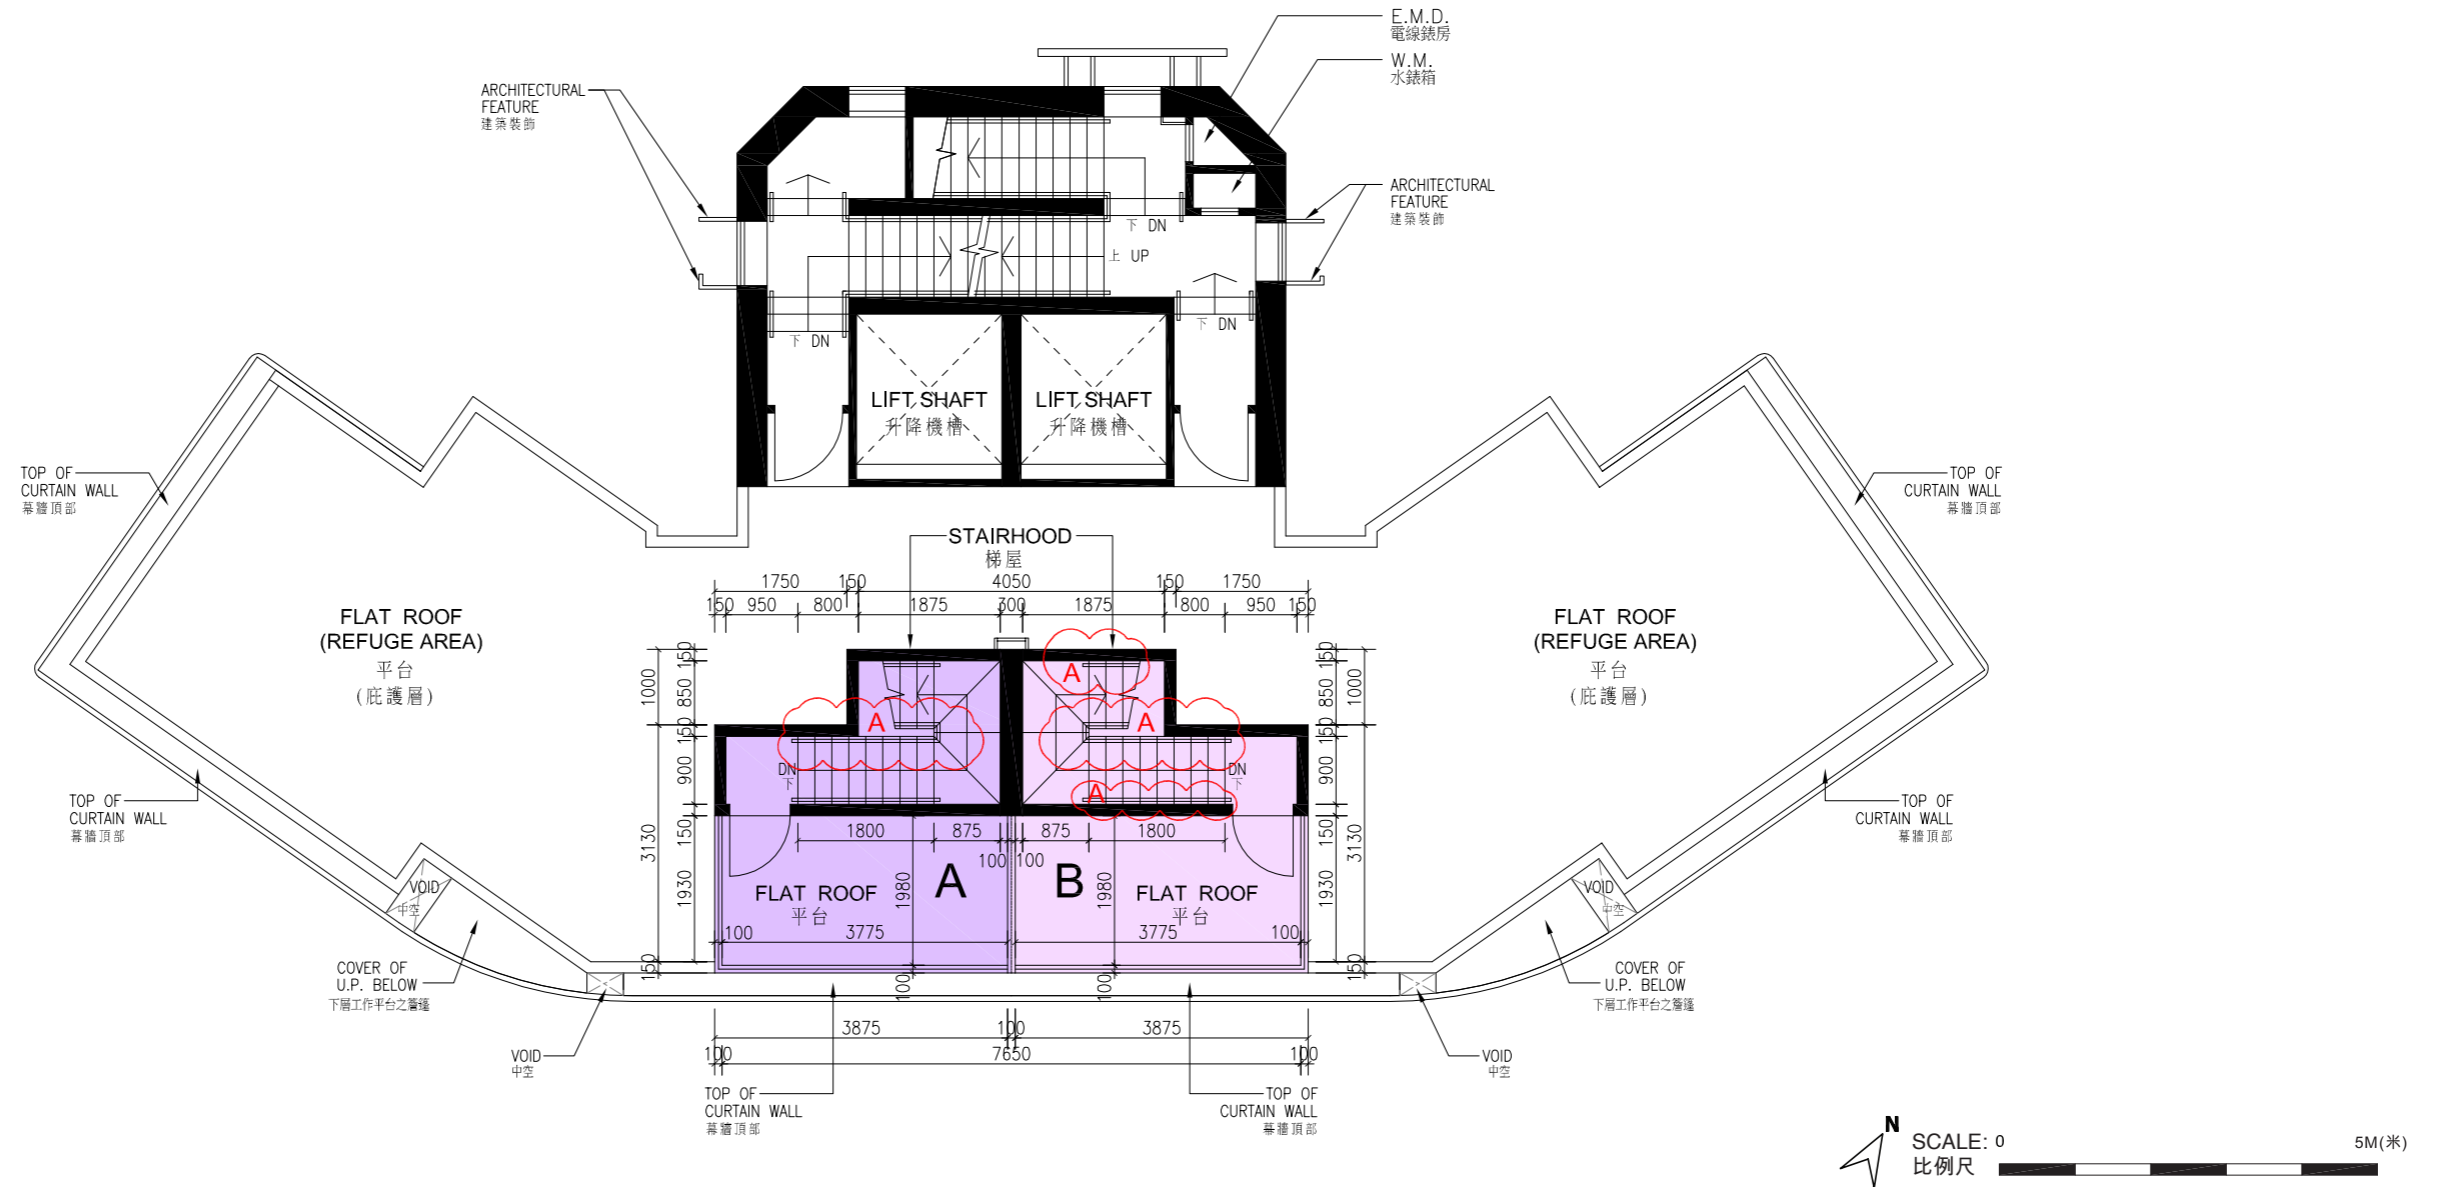 E.M.D.
電線錶房
W.M.
水錶箱
ARCHITECTURAL
FEATURE
建築裝飾
ARCHITECTURAL
FEATURE
建築裝飾
下 DN
上 UP
下 DN
下 DN
LIFT SHAFT
升降機槽
LIFT SHAFT
升降機槽
TOP OF
CURTAIN WALL
幕牆頂部
TOP OF
CURTAIN WALL
幕牆頂部
STAIRHOOD
梯屋
1750 150 4050 150 1750
150 950 800 1875 300 1875 800 950 150
FLAT ROOF
(REFUGE AREA)
平台
(庇護層)
FLAT ROOF
(REFUGE AREA)
平台
(庇護層)
1000 150 850 150 900 150 3130 1930 150
A
A
A
A
DN
下
DN
下
150 1000 850 150 900 150 3130 1930 150
TOP OF
CURTAIN WALL
幕牆頂部
TOP OF
CURTAIN WALL
幕牆頂部
1800 875 875 1800
100 100
A
B
FLAT ROOF
平台
FLAT ROOF
平台
1980
1980
100 3775 3775 100
100
100
VOID
中空
VOID
中空
COVER OF
U.P. BELOW
下層工作平台之簷篷
COVER OF
U.P. BELOW
下層工作平台之簷篷
3875 100 3875
100 7650 100
VOID
中空
VOID
中空
TOP OF
CURTAIN WALL
幕牆頂部
TOP OF
CURTAIN WALL
幕牆頂部
N
SCALE: 0 5M(米)
比例尺